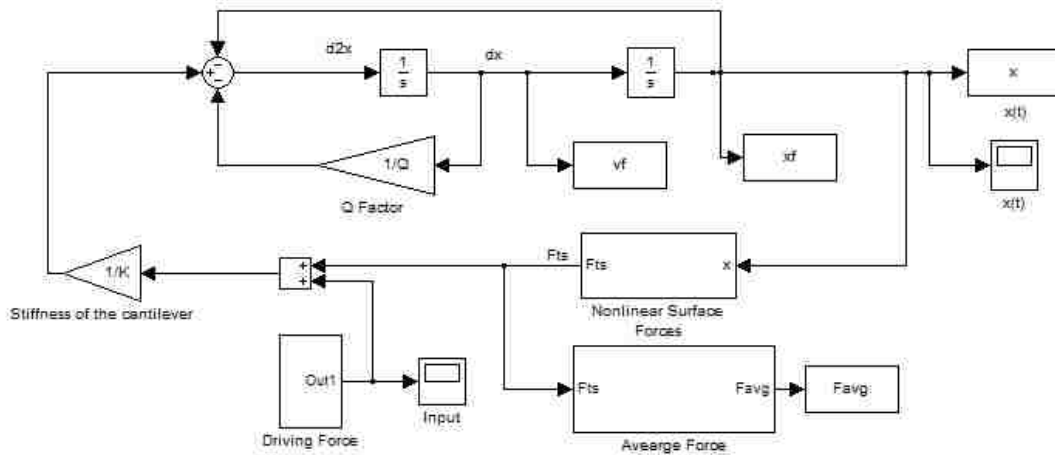 d2x
1
s
dx
1
s
x
x(t)
1/Q
Q Factor
vf
xf
x(t)
1/K
Stiffness of the cantilever
Fts
Fts
x
Nonlinear Surface
Forces
Out1
Driving Force
Input
Fts
Favg
Avearge Force
Favg